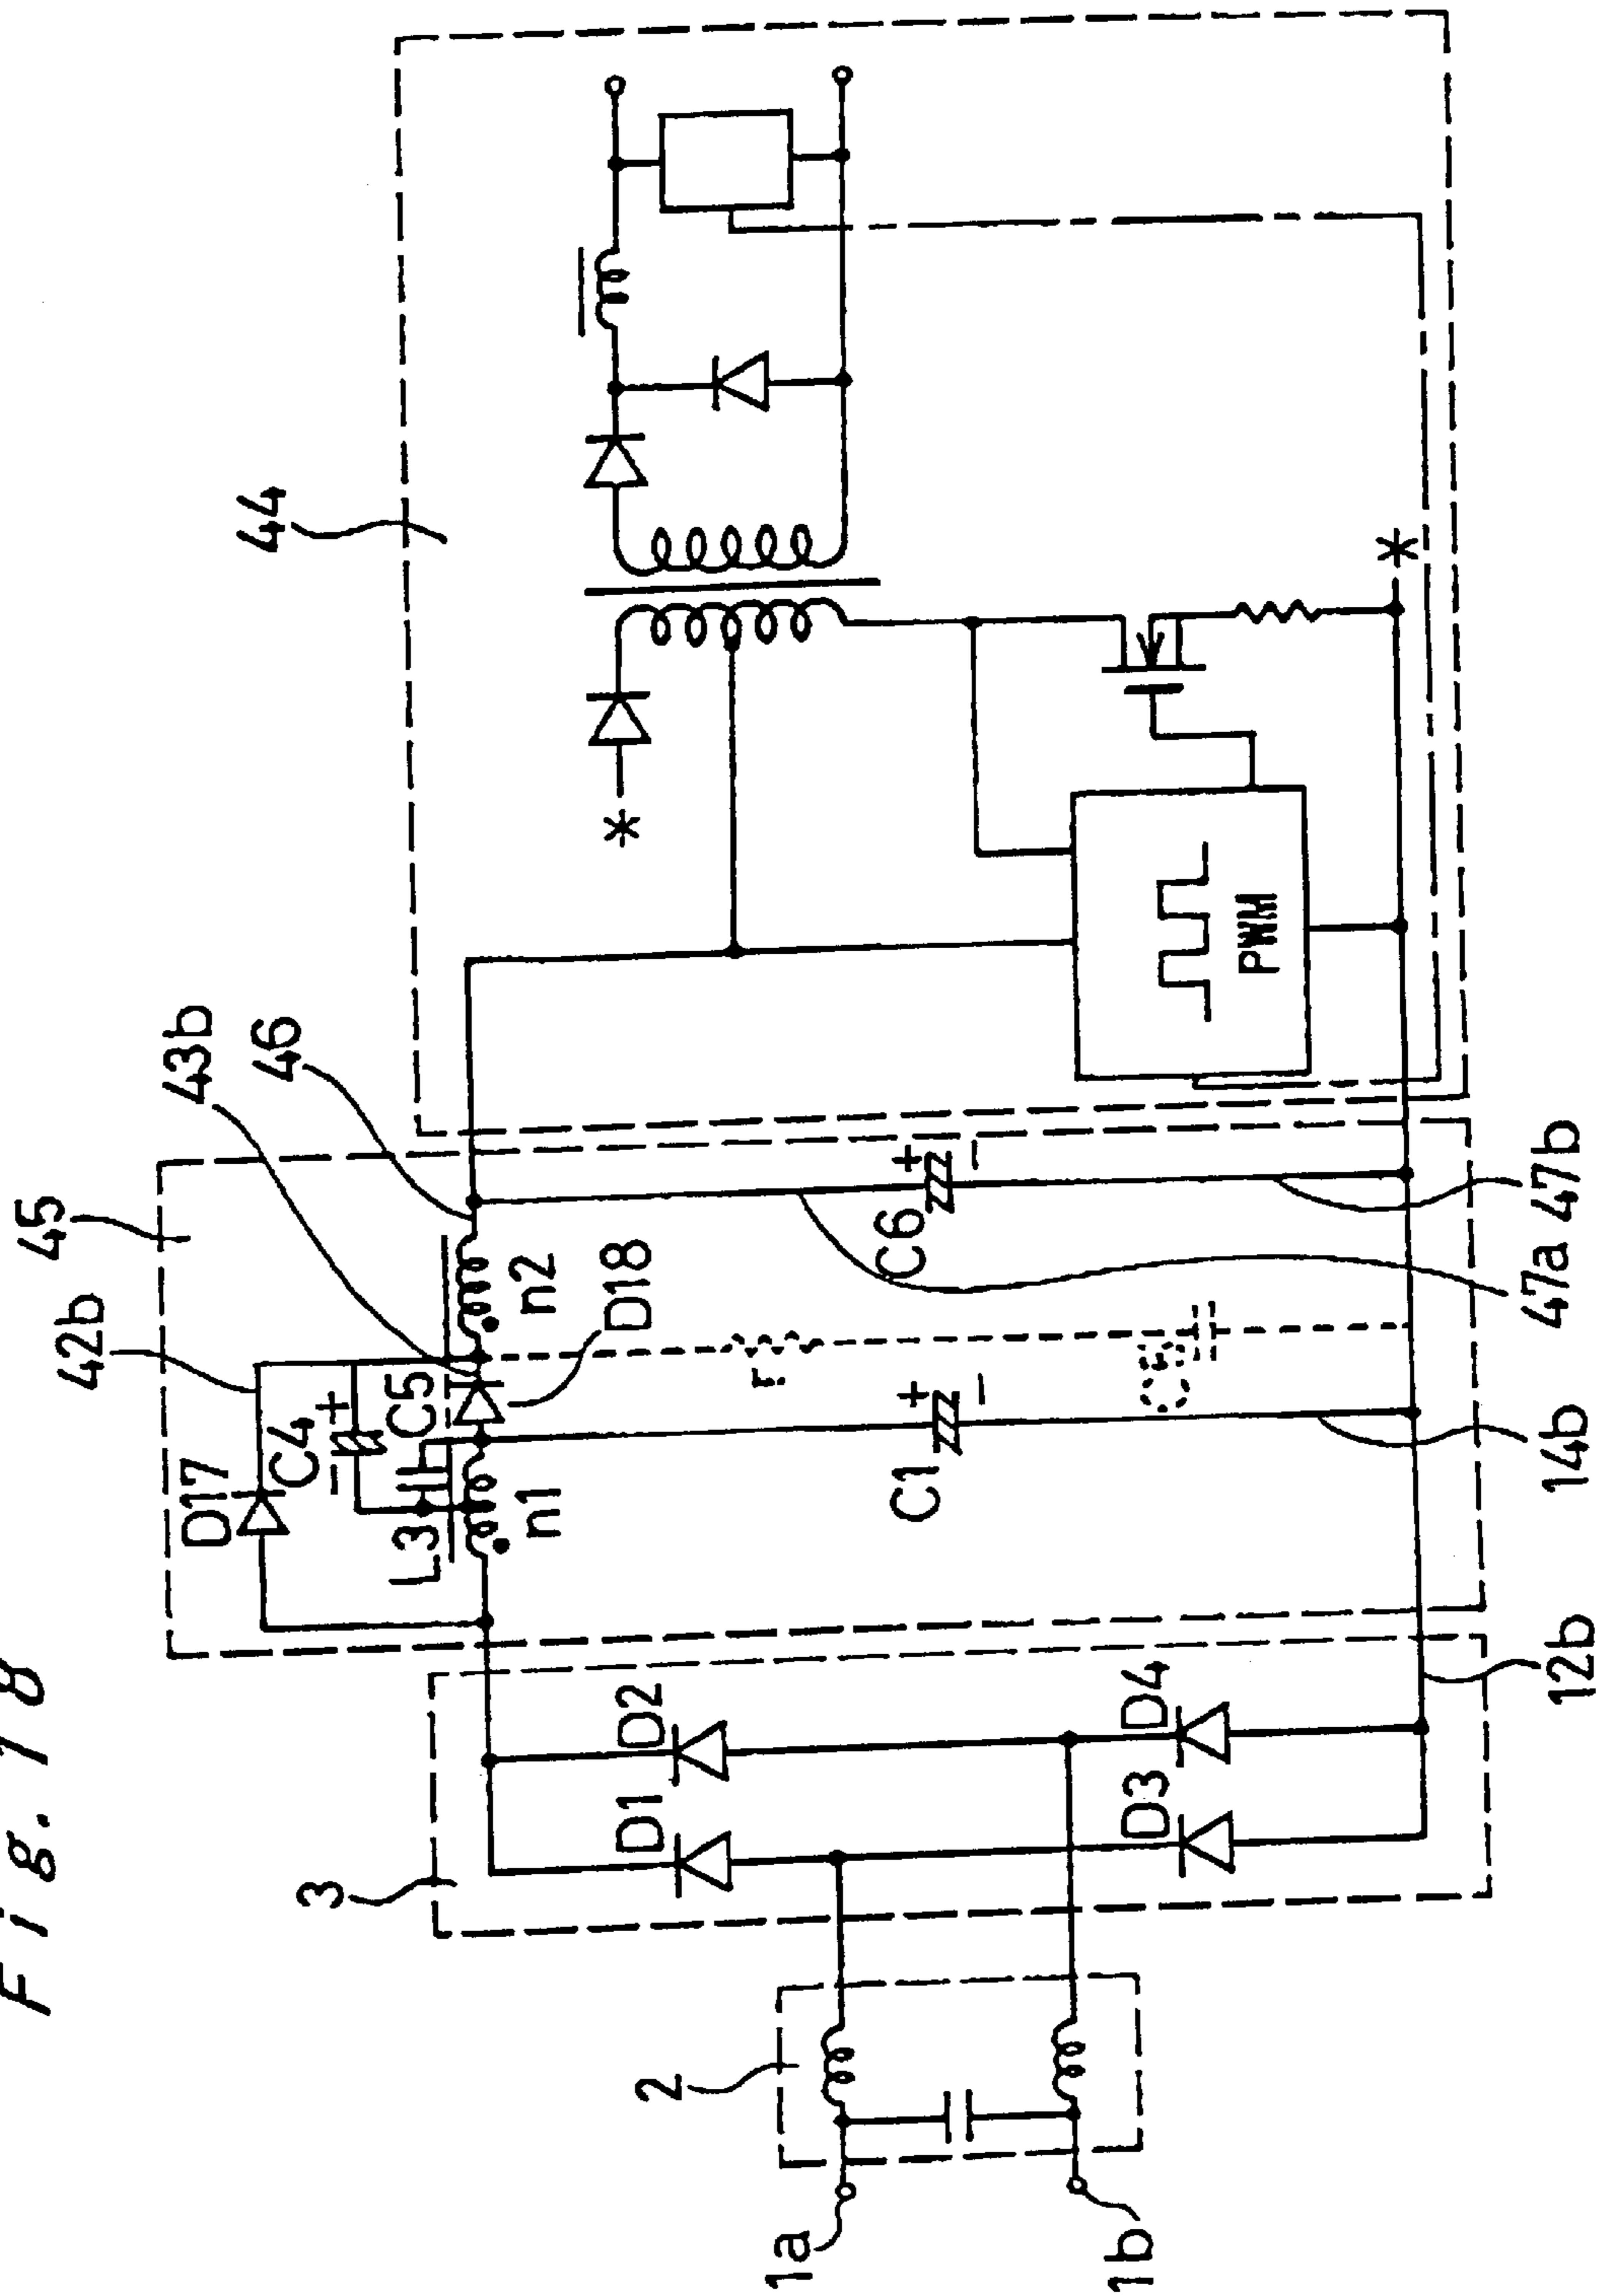 Fig. 18
1a
1b
2
3
D1
D2
D3
D4
12b
45
42b
43b
46
D17
C4
+
−
C5
L3
n1
n2
D18
C1
+
−
14b
r
C6
+
−
47a
47b
44
*
PWM
*